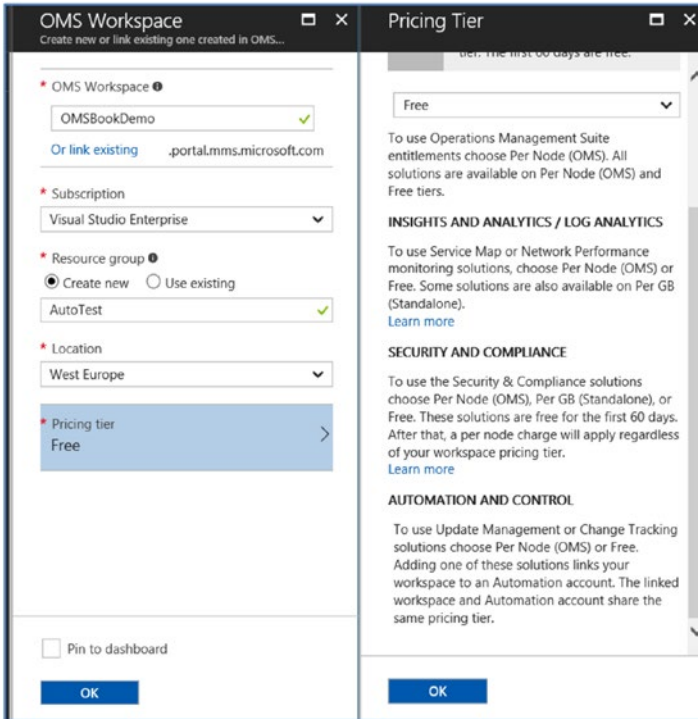 OMS Workspace
Create new or link existing one created in OMS...
* OMS Workspace
OMSBookDemo
Or link existing .portal.mms.microsoft.com
* Subscription
Visual Studio Enterprise
* Resource group
Create new Use existing
AutoTest
* Location
West Europe
* Pricing tier
Free
Pin to dashboard
OK
Pricing Tier
tier. The first 60 days are free.
Free
To use Operations Management Suite
entitlements choose Per Node (OMS). All
solutions are available on Per Node (OMS) and
Free tiers.
INSIGHTS AND ANALYTICS / LOG ANALYTICS
To use Service Map or Network Performance
monitoring solutions, choose Per Node (OMS) or
Free. Some solutions are also available on Per GB
(Standalone).
Learn more
SECURITY AND COMPLIANCE
To use the Security & Compliance solutions
choose Per Node (OMS), Per GB (Standalone), or
Free. These solutions are free for the first 60 days.
After that, a per node charge will apply regardless
of your workspace pricing tier.
Learn more
AUTOMATION AND CONTROL
To use Update Management or Change Tracking
solutions choose Per Node (OMS) or Free.
Adding one of these solutions links your
workspace to an Automation account. The linked
workspace and Automation account share the
same pricing tier.
OK